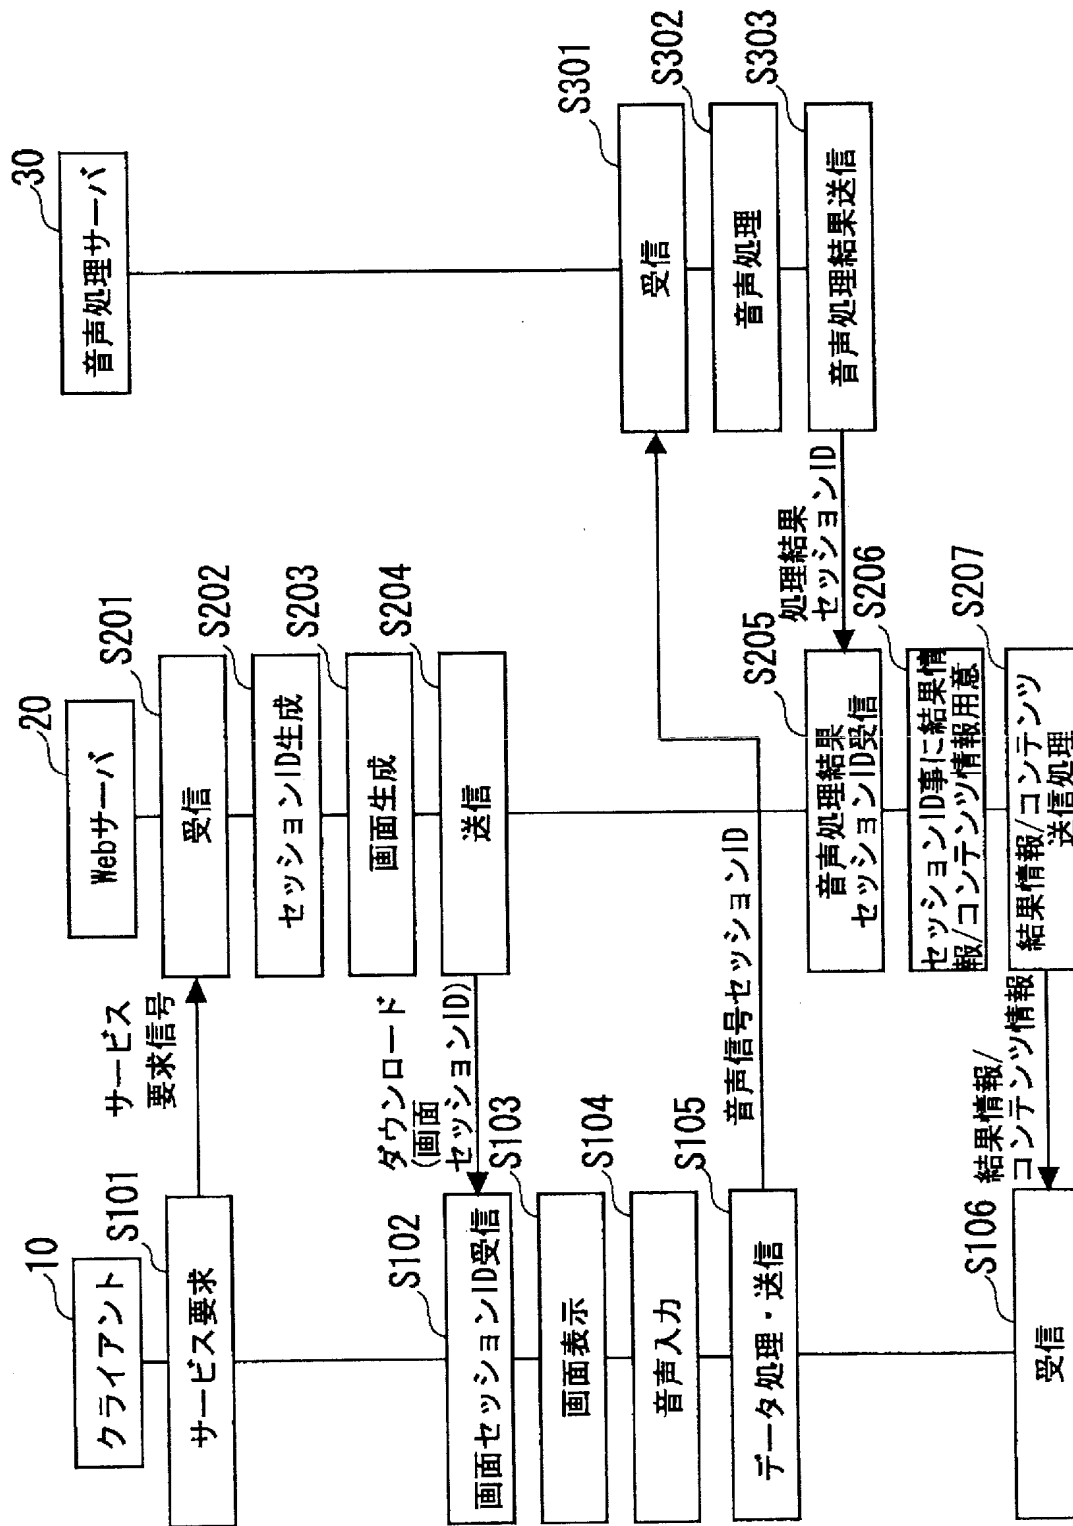 10
クライアント
S101
サービス要求
サービス
要求信号
20
Webサーバ
S201
受信
S202
セッションID生成
S203
画面生成
S204
送信
ダウンロード
(画面
セッションID)
S102
画面セッションID受信
S103
画面表示
S104
音声入力
S105
データ処理・送信
音声信号セッションID
30
音声処理サーバ
S301
受信
S302
音声処理
S303
音声処理結果送信
処理結果
セッションID
S205
音声処理結果
セッションID受信
S206
セッションID事に結果情
報/コンテンツ情報用意
S207
結果情報/コンテンツ
送信処理
結果情報/
コンテンツ情報
S106
受信